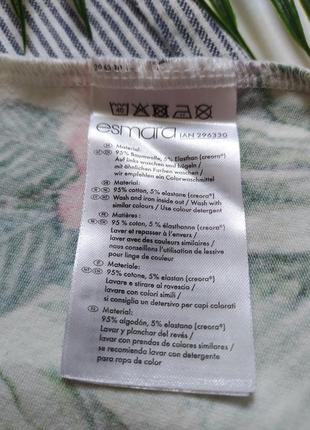 esmara IAN 296330
Material:
95% Baumwolle, 5% Elasthan (creora®)
Auf links waschen und bügeln /
mit ähnlichen Farben waschen /
wir empfehlen ein Colorwaschmittel
Material:
95% cotton, 5% elastane (creora®)
Wash and iron inside out / Wash with
similar colours / Use colour detergent
Matières:
95% coton, 5% élasthanne (creora®)
Laver et repasser à l'envers /
laver avec des couleurs similaires /
nous conseillons l'utilisation de lessive
pour linge de couleur
Materiale:
95% cotone, 5% elastan (creora®)
Lavare e stirare al rovescio /
lavare con colori simili /
si consiglia un detersivo per capi colorati
Material:
95% algodón, 5% elastano (creora®)
Lavar y planchar del revés /
lavar con prendas de colores similares /
se recomienda lavar con detergente
para ropa de color